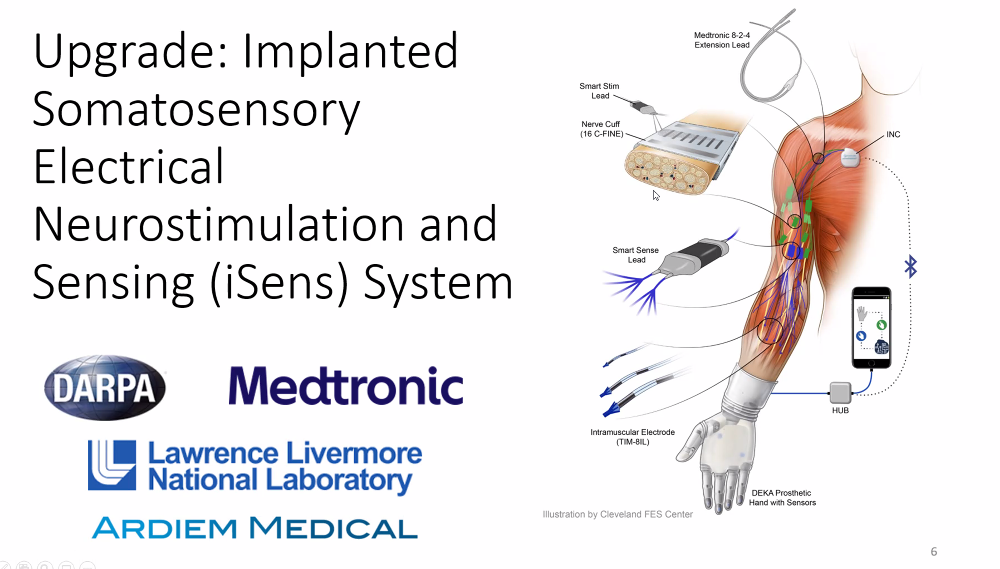 Upgrade: Implanted
Somatosensory
Electrical
Neurostimulation and
Sensing (iSens) System
DARPA
Medtronic
Lawrence Livermore
National Laboratory
ARDIEM MEDICAL
Medtronic 8-2-4
Extension Lead
Smart Stim
Lead
Nerve Cuff
(16 C-FINE)
INC
Smart Sense
Lead
Intramuscular Electrode
(TIM-8IL)
HUB
DEKA Prosthetic
Hand with Sensors
Illustration by Cleveland FES Center
6